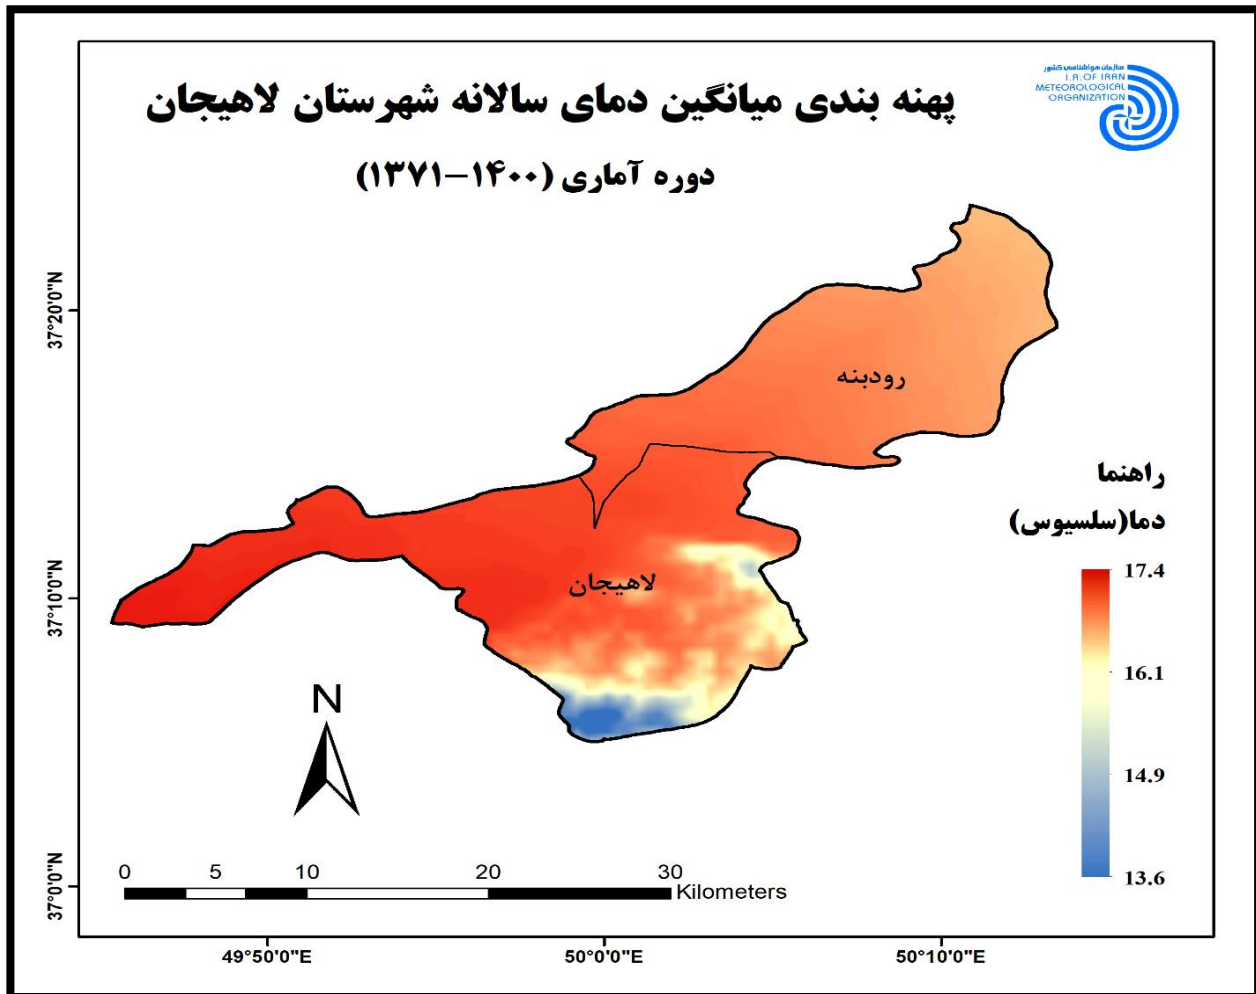 سازمان هواشناسی کشور
I.R.OF IRAN
METEOROLOGICAL
ORGANIZATION
پهنه بندی میانگین دمای سالانه شهرستان لاهیجان
دوره آماری (۱۴۰۰-۱۳۷۱)
37°20'0"N
37°10'0"N
37°0'0"N
رودبنه
لاهیجان
راهنما
دما(سلسیوس)
17.4
16.1
14.9
13.6
N
0 5 10 20 30
Kilometers
49°50'0"E 50°0'0"E 50°10'0"E